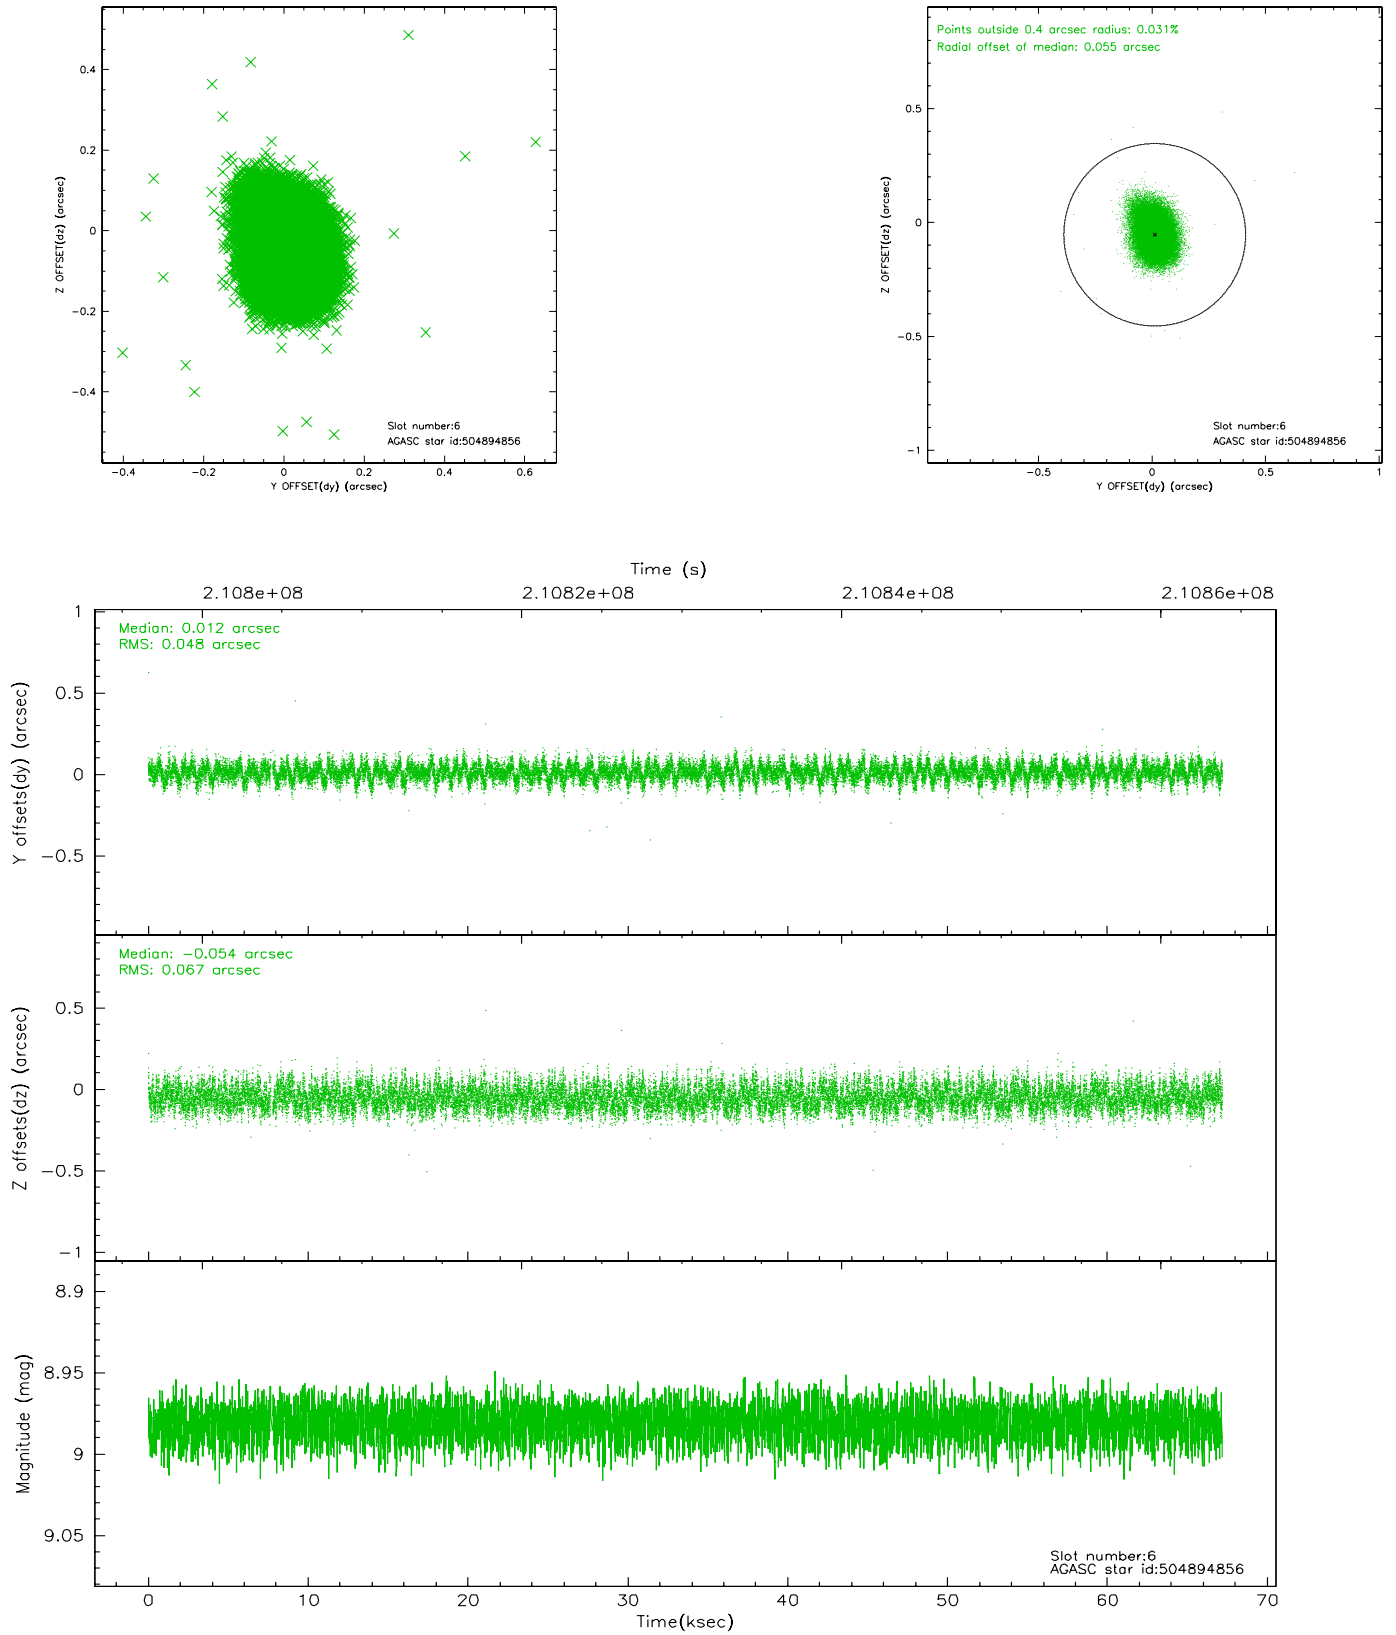 0.4
0.2
0
−0.2
−0.4
Z OFFSET(dz) (arcsec)
Slot number:6
AGASC star id:504894856
−0.4 −0.2 0 0.2 0.4 0.6
Y OFFSET(dy) (arcsec)
Points outside 0.4 arcsec radius: 0.031%
Radial offset of median: 0.055 arcsec
0.5
0
−0.5
−1
Z OFFSET(dz) (arcsec)
Slot number:6
AGASC star id:504894856
−0.5 0 0.5 1
Y OFFSET(dy) (arcsec)
Time (s)
2.108e+08 2.1082e+08 2.1084e+08 2.1086e+08
Median: 0.012 arcsec
RMS: 0.048 arcsec
1
0.5
0
−0.5
Y offsets(dy) (arcsec)
Median: −0.054 arcsec
RMS: 0.067 arcsec
0.5
0
−0.5
−1
Z offsets(dz) (arcsec)
8.9
8.95
9
9.05
Magnitude (mag)
Slot number:6
AGASC star id:504894856
0 10 20 30 40 50 60 70
Time(ksec)